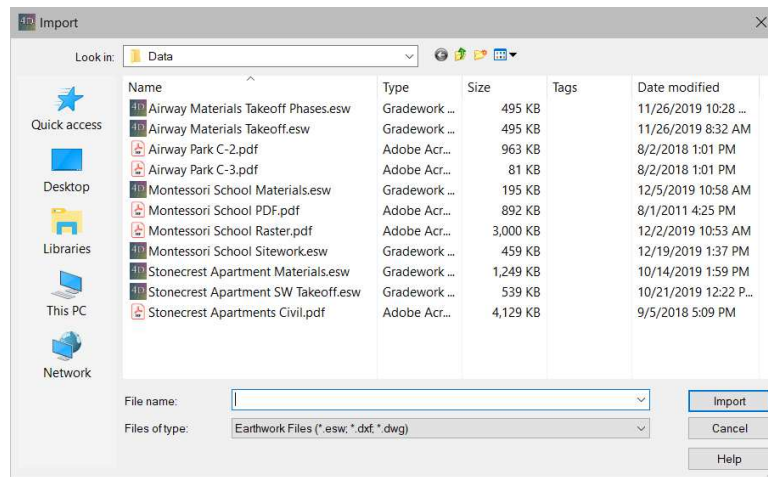 4D Import
Look in: Data
Name Type Size Tags Date modified
Quick access
Desktop
Libraries
This PC
Network
4D Airway Materials Takeoff Phases.esw Gradework ... 495 KB 11/26/2019 10:28 ...
4D Airway Materials Takeoff.esw Gradework ... 495 KB 11/26/2019 8:32 AM
Airway Park C-2.pdf Adobe Acr... 963 KB 8/2/2018 1:01 PM
Airway Park C-3.pdf Adobe Acr... 81 KB 8/2/2018 1:01 PM
4D Montessori School Materials.esw Gradework ... 195 KB 12/5/2019 10:58 AM
Montessori School PDF.pdf Adobe Acr... 892 KB 8/1/2011 4:25 PM
Montessori School Raster.pdf Adobe Acr... 3,000 KB 12/2/2019 10:53 AM
4D Montessori School Sitework.esw Gradework ... 459 KB 12/19/2019 1:37 PM
4D Stonecrest Apartment Materials.esw Gradework ... 1,249 KB 10/14/2019 1:59 PM
4D Stonecrest Apartment SW Takeoff.esw Gradework ... 539 KB 10/21/2019 12:22 P...
Stonecrest Apartments Civil.pdf Adobe Acr... 4,129 KB 9/5/2018 5:09 PM
File name: Import
Files of type: Earthwork Files (*.esw; *.dxf; *.dwg) Cancel
Help